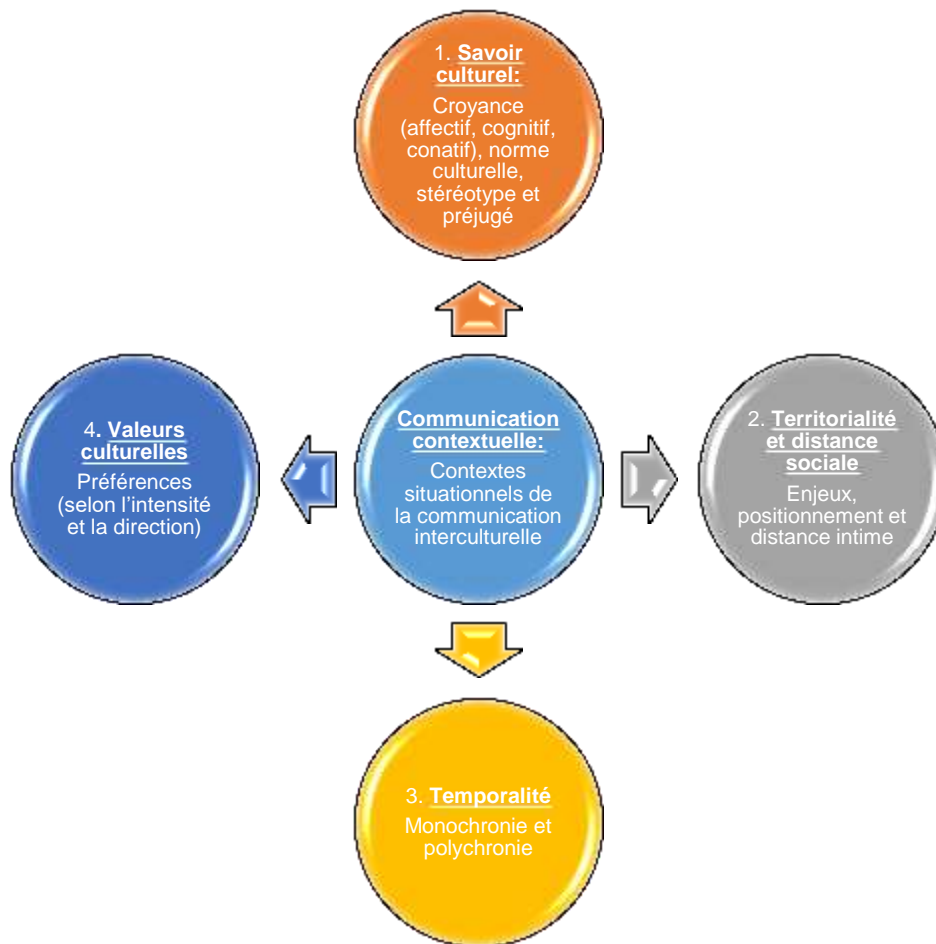 1. Savoir
culturel:
Croyance
(affectif, cognitif,
conatif), norme
culturelle,
stéréotype et
préjugé
4. Valeurs
culturelles
Préférences
(selon l’intensité
et la direction)
Communication
contextuelle:
Contextes
situationnels de
la communication
interculturelle
2. Territorialité
et distance
sociale
Enjeux,
positionnement et
distance intime
3. Temporalité
Monochronie et
polychronie